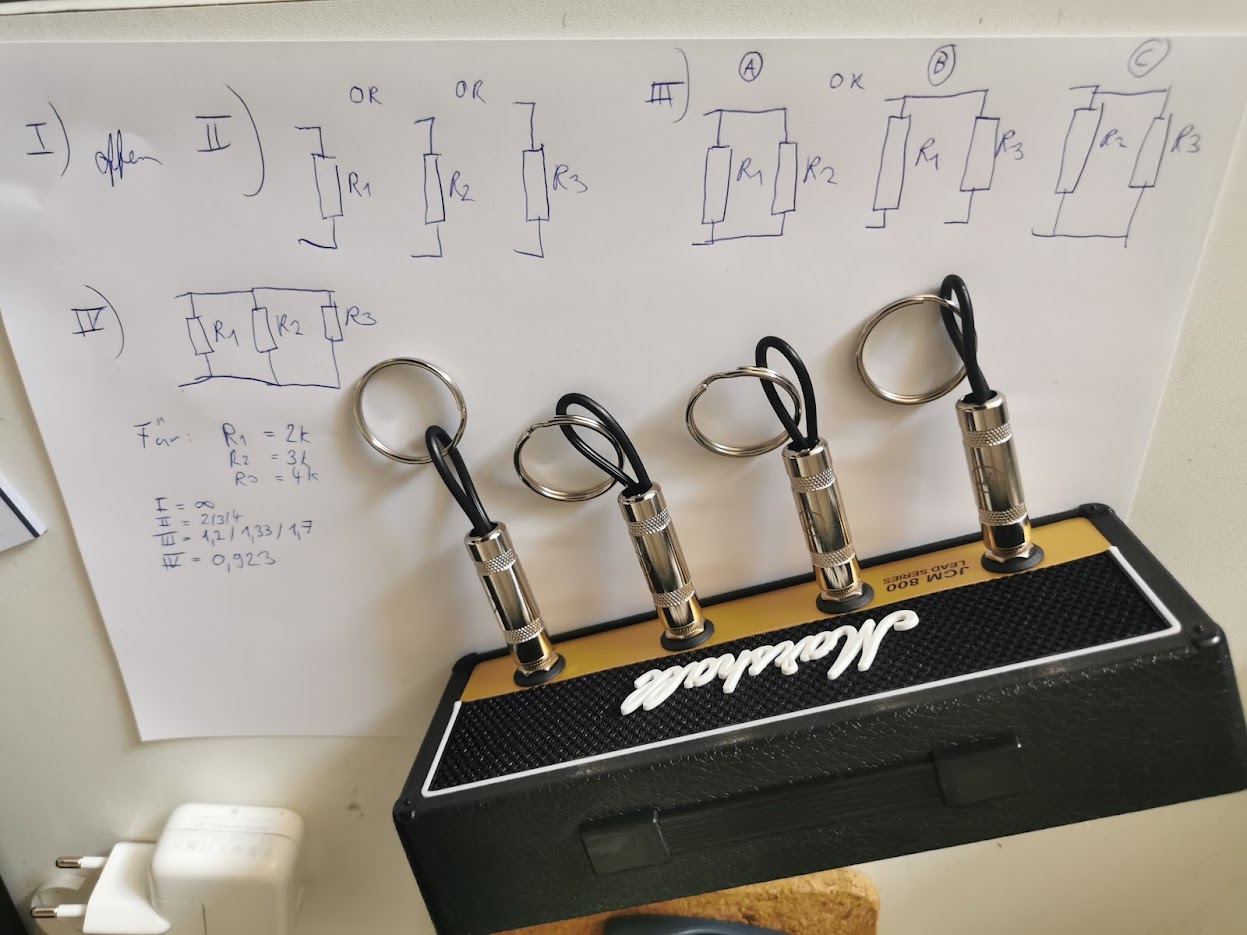 I) offen II) OR OR III) A OR B C
R1 R2 R3 R1 R2 R1 R3 R2 R3
IV) R1 R2 R3
Für: R1 = 2k
R2 = 3k
R3 = 4k
I = ∞
II = 2/3/4
III = 1,2 / 1,33 / 1,7
IV = 0,923
JCM 800
LEAD SERIES
Marshall